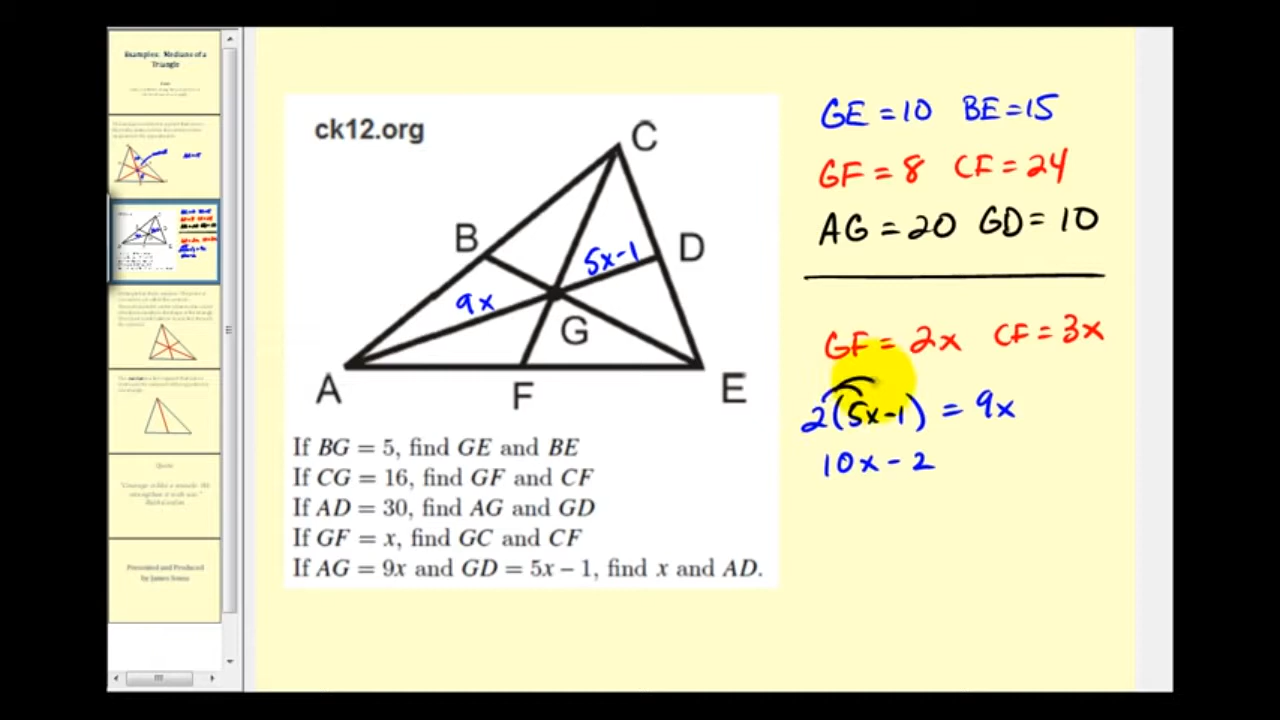 Examples: Medians of a
Triangle
ck12.org
C
B
D
5x-1
9x
G
A
F
E
If BG = 5, find GE and BE
If CG = 16, find GF and CF
If AD = 30, find AG and GD
If GF = x, find GC and CF
If AG = 9x and GD = 5x − 1, find x and AD.
GE = 10 BE = 15
GF = 8 CF = 24
AG = 20 GD = 10
GF = 2x CF = 3x
2(5x-1) = 9x
10x - 2
Quote
Presented and Produced
by James Sousa